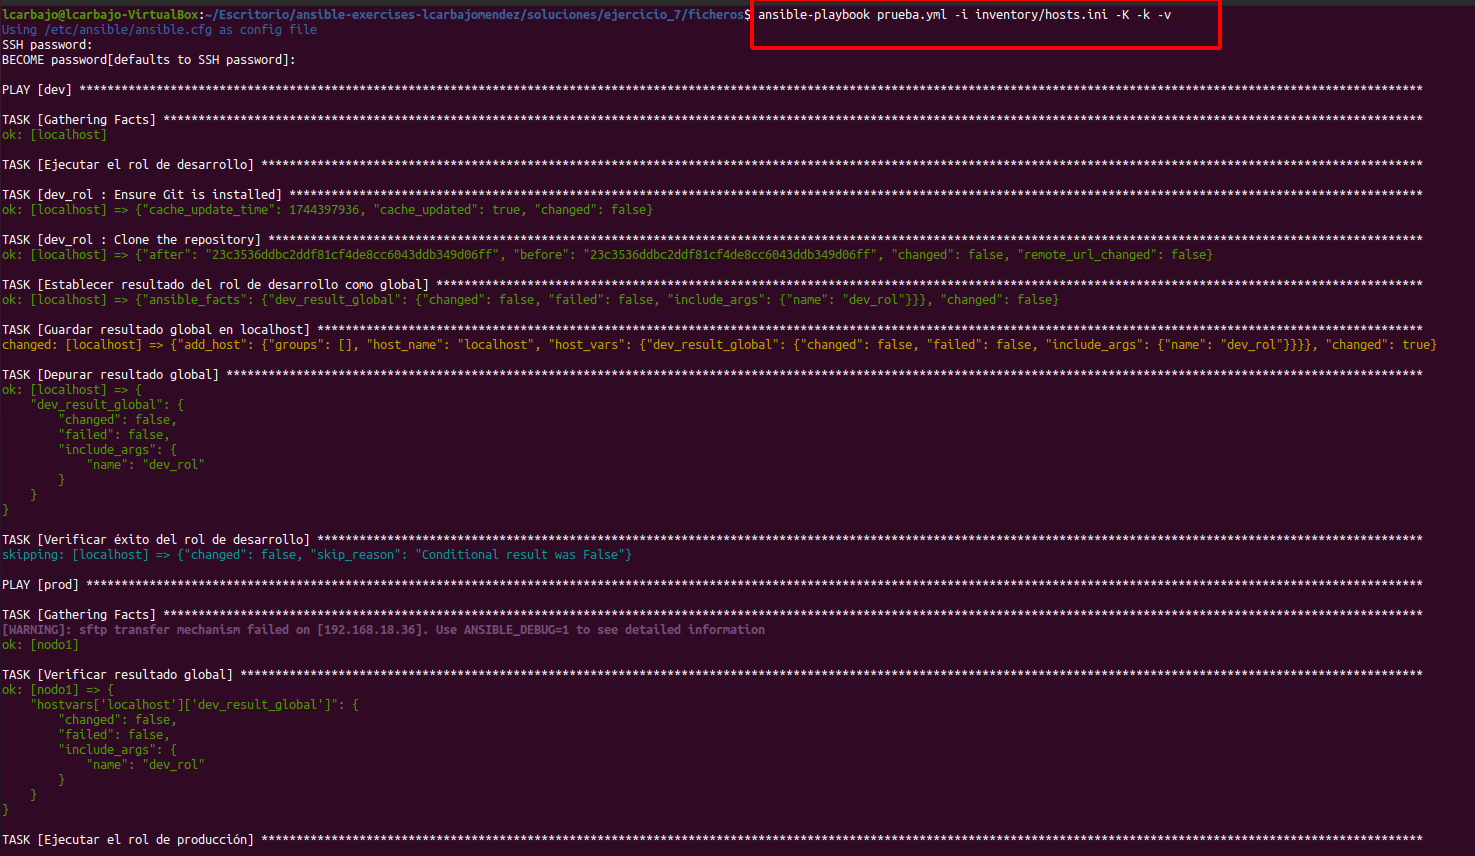 lcarbajo@lcarbajo-VirtualBox:~/Escritorio/ansible-exercises-lcarbajomendez/soluciones/ejercicio_7/ficheros$ ansible-playbook prueba.yml -i inventory/hosts.ini -K -k -v
Using /etc/ansible/ansible.cfg as config file
SSH password:
BECOME password[defaults to SSH password]:
PLAY [dev] ************************************************************************************************************************************************************************************************
TASK [Gathering Facts] ************************************************************************************************************************************************************************************
ok: [localhost]
TASK [Ejecutar el rol de desarrollo] **********************************************************************************************************************************************************************
TASK [dev_rol : Ensure Git is installed] ******************************************************************************************************************************************************************
ok: [localhost] => {"cache_update_time": 1744397936, "cache_updated": true, "changed": false}
TASK [dev_rol : Clone the repository] *********************************************************************************************************************************************************************
ok: [localhost] => {"after": "23c3536ddbc2ddf81cf4de8cc6043ddb349d06ff", "before": "23c3536ddbc2ddf81cf4de8cc6043ddb349d06ff", "changed": false, "remote_url_changed": false}
TASK [Establecer resultado del rol de desarrollo como global] *********************************************************************************************************************************************
ok: [localhost] => {"ansible_facts": {"dev_result_global": {"changed": false, "failed": false, "include_args": {"name": "dev_rol"}}}, "changed": false}
TASK [Guardar resultado global en localhost] **************************************************************************************************************************************************************
changed: [localhost] => {"add_host": {"groups": [], "host_name": "localhost", "host_vars": {"dev_result_global": {"changed": false, "failed": false, "include_args": {"name": "dev_rol"}}}}, "changed": true}
TASK [Depurar resultado global] ***************************************************************************************************************************************************************************
ok: [localhost] => {
"dev_result_global": {
"changed": false,
"failed": false,
"include_args": {
"name": "dev_rol"
}
}
}
TASK [Verificar éxito del rol de desarrollo] **************************************************************************************************************************************************************
skipping: [localhost] => {"changed": false, "skip_reason": "Conditional result was False"}
PLAY [prod] ***********************************************************************************************************************************************************************************************
TASK [Gathering Facts] ************************************************************************************************************************************************************************************
[WARNING]: sftp transfer mechanism failed on [192.168.18.36]. Use ANSIBLE_DEBUG=1 to see detailed information
ok: [nodo1]
TASK [Verificar resultado global] *************************************************************************************************************************************************************************
ok: [nodo1] => {
"hostvars['localhost']['dev_result_global']": {
"changed": false,
"failed": false,
"include_args": {
"name": "dev_rol"
}
}
}
TASK [Ejecutar el rol de producción] **********************************************************************************************************************************************************************